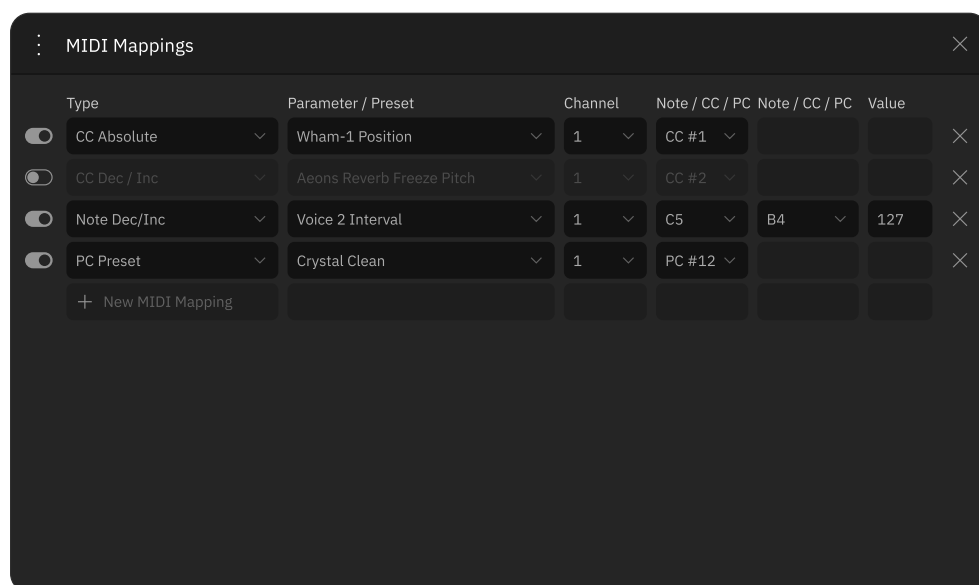 MIDI Mappings
Type Parameter / Preset Channel Note / CC / PC Note / CC / PC Value
CC Absolute Wham-1 Position 1 CC #1
CC Dec / Inc Aeons Reverb Freeze Pitch 1 CC #2
Note Dec/Inc Voice 2 Interval 1 C5 B4 127
PC Preset Crystal Clean 1 PC #12
+ New MIDI Mapping